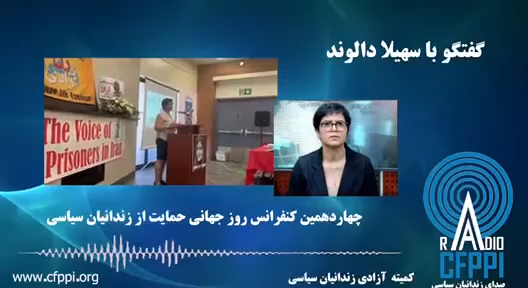 گفتگو با سهیلا دالوند
The Voice of
Prisoners in Iran
چهاردهمین کنفرانس روز جهانی حمایت از زندانیان سیاسی
RADIO
CFPPI
صدای زندانیان سیاسی
www.cfppi.org
کمیته آزادی زندانیان سیاسی